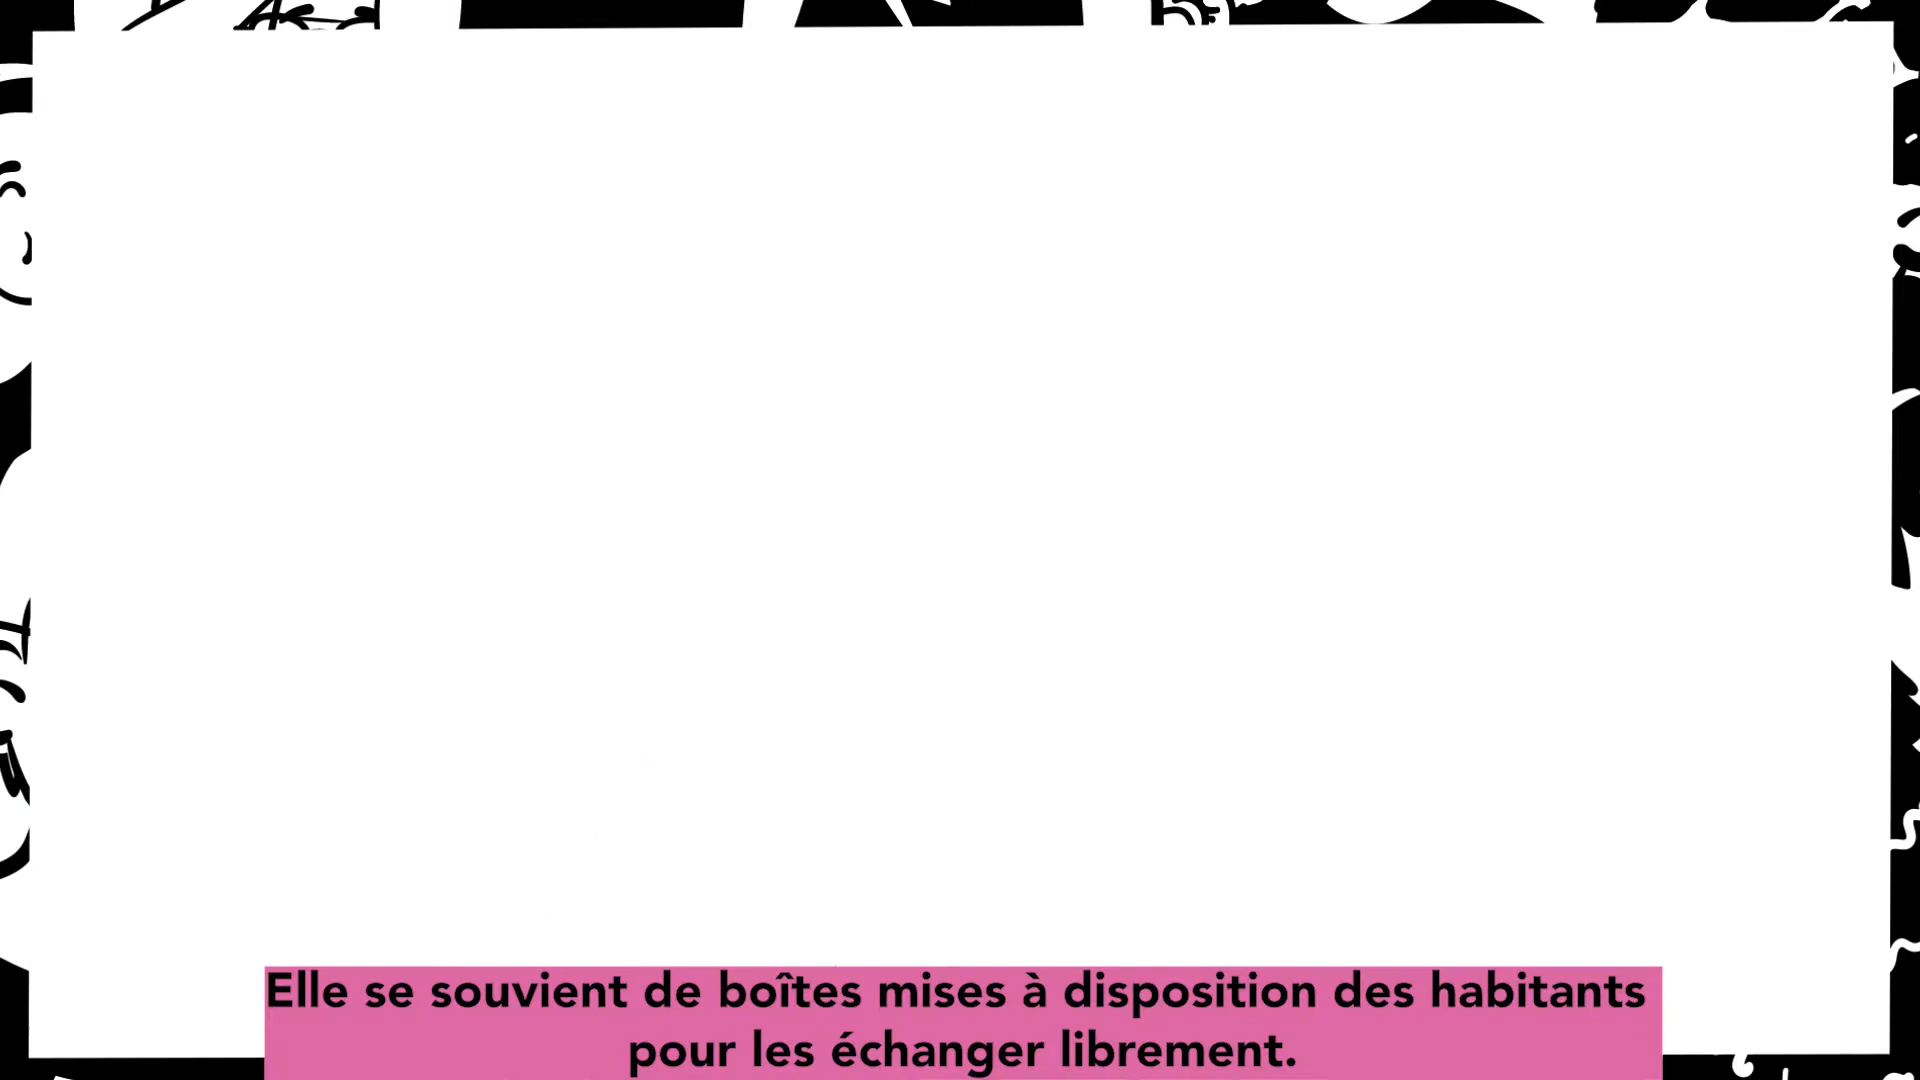 Elle se souvient de boîtes mises à disposition des habitants
pour les échanger librement.